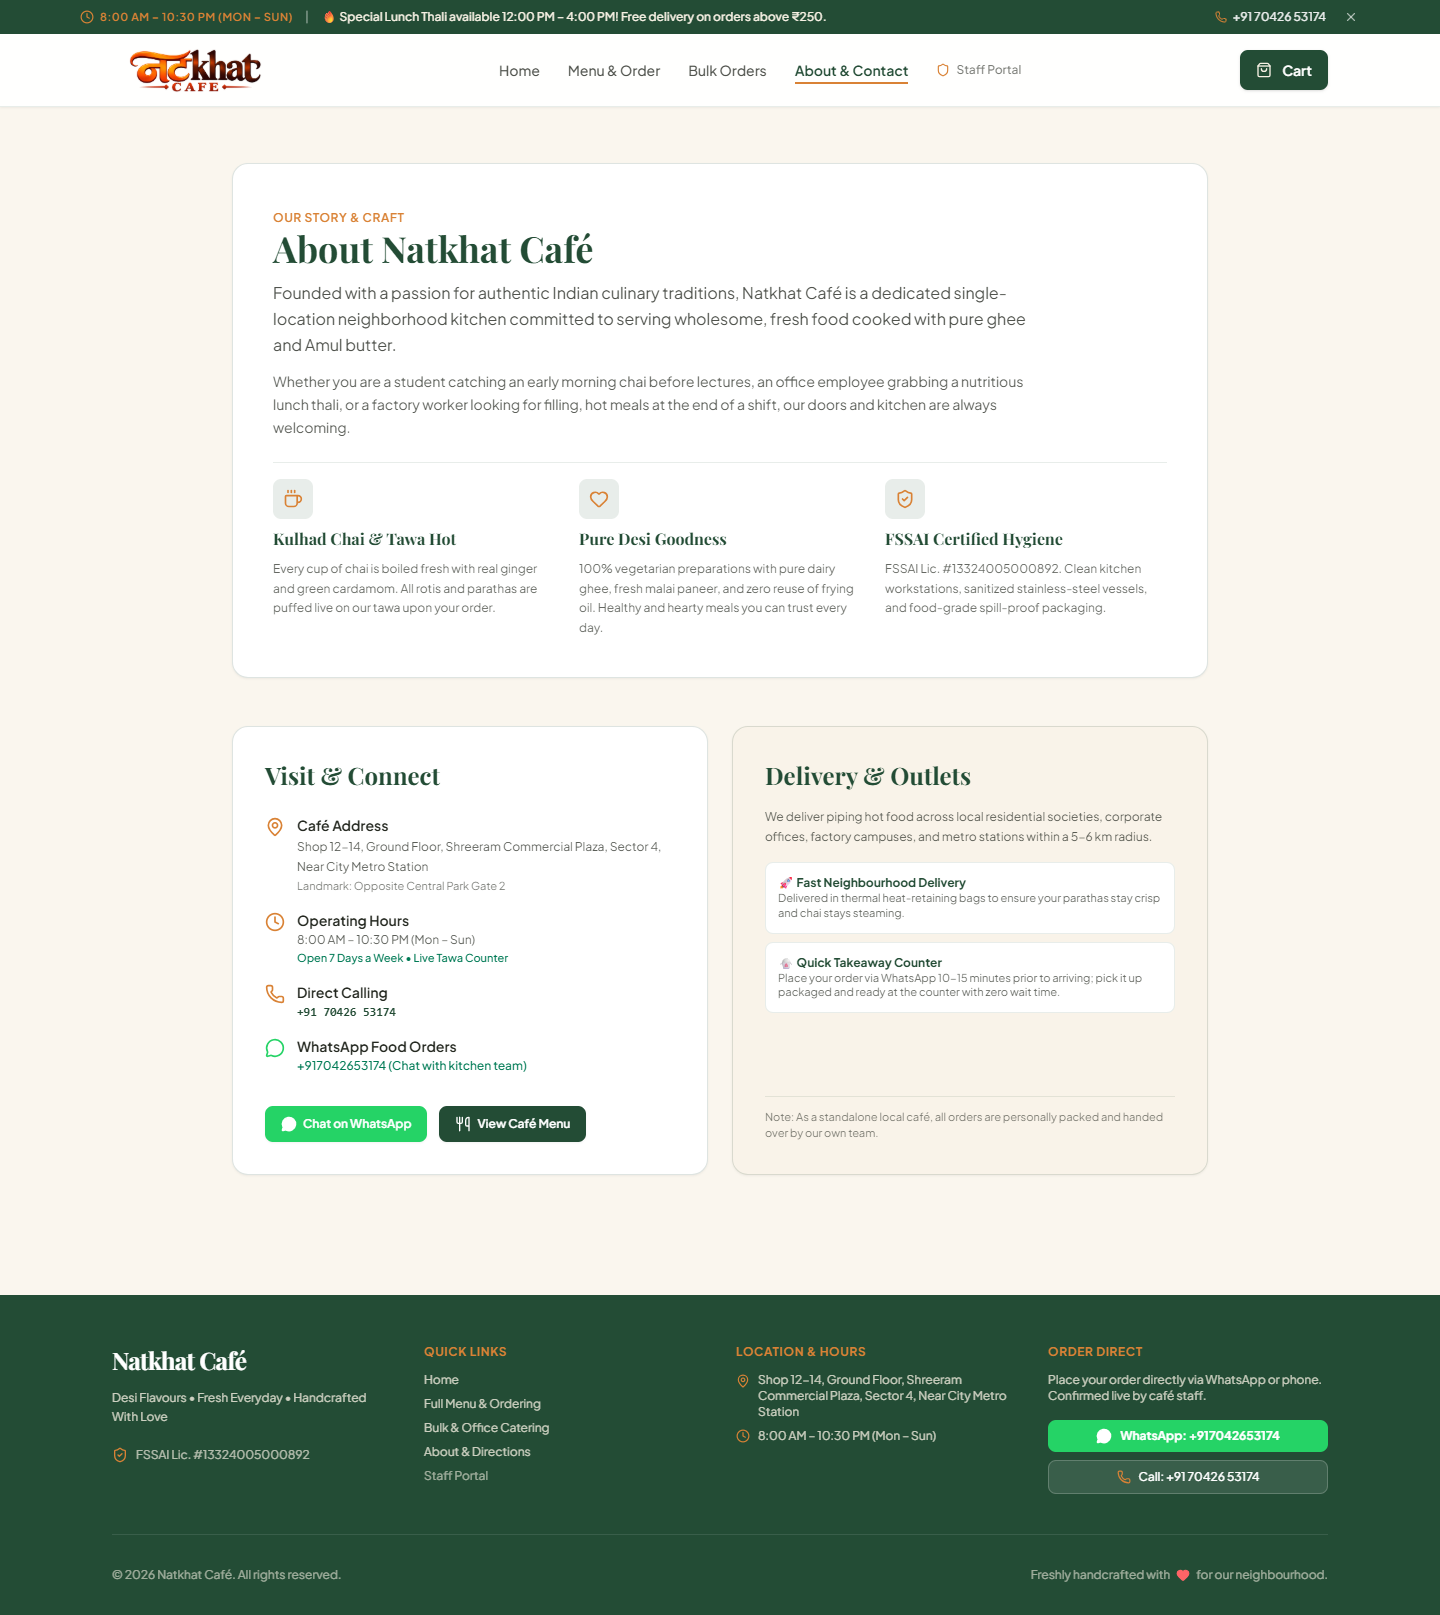 8:00 AM – 10:30 PM (MON – SUN) | 🔥 Special Lunch Thali available 12:00 PM – 4:00 PM! Free delivery on orders above ₹250.
+91 70426 53174
नटkhat
CAFE
Home
Menu & Order
Bulk Orders
About & Contact
Staff Portal
Cart
OUR STORY & CRAFT
About Natkhat Café
Founded with a passion for authentic Indian culinary traditions, Natkhat Café is a dedicated single-
location neighborhood kitchen committed to serving wholesome, fresh food cooked with pure ghee
and Amul butter.
Whether you are a student catching an early morning chai before lectures, an office employee grabbing a nutritious
lunch thali, or a factory worker looking for filling, hot meals at the end of a shift, our doors and kitchen are always
welcoming.
Kulhad Chai & Tawa Hot
Every cup of chai is boiled fresh with real ginger
and green cardamom. All rotis and parathas are
puffed live on our tawa upon your order.
Pure Desi Goodness
100% vegetarian preparations with pure dairy
ghee, fresh malai paneer, and zero reuse of frying
oil. Healthy and hearty meals you can trust every
day.
FSSAI Certified Hygiene
FSSAI Lic. #13324005000892. Clean kitchen
workstations, sanitized stainless-steel vessels,
and food-grade spill-proof packaging.
Visit & Connect
Café Address
Shop 12-14, Ground Floor, Shreeram Commercial Plaza, Sector 4,
Near City Metro Station
Landmark: Opposite Central Park Gate 2
Operating Hours
8:00 AM – 10:30 PM (Mon – Sun)
Open 7 Days a Week • Live Tawa Counter
Direct Calling
+91 70426 53174
WhatsApp Food Orders
+917042653174 (Chat with kitchen team)
Chat on WhatsApp
View Café Menu
Delivery & Outlets
We deliver piping hot food across local residential societies, corporate
offices, factory campuses, and metro stations within a 5–6 km radius.
🚀 Fast Neighbourhood Delivery
Delivered in thermal heat-retaining bags to ensure your parathas stay crisp
and chai stays steaming.
Quick Takeaway Counter
Place your order via WhatsApp 10–15 minutes prior to arriving; pick it up
packaged and ready at the counter with zero wait time.
Note: As a standalone local café, all orders are personally packed and handed
over by our own team.
Natkhat Café
Desi Flavours • Fresh Everyday • Handcrafted
With Love
FSSAI Lic. #13324005000892
QUICK LINKS
Home
Full Menu & Ordering
Bulk & Office Catering
About & Directions
Staff Portal
LOCATION & HOURS
Shop 12-14, Ground Floor, Shreeram
Commercial Plaza, Sector 4, Near City Metro
Station
8:00 AM – 10:30 PM (Mon – Sun)
ORDER DIRECT
Place your order directly via WhatsApp or phone.
Confirmed live by café staff.
WhatsApp: +917042653174
Call: +91 70426 53174
© 2026 Natkhat Café. All rights reserved.
Freshly handcrafted with ❤ for our neighbourhood.